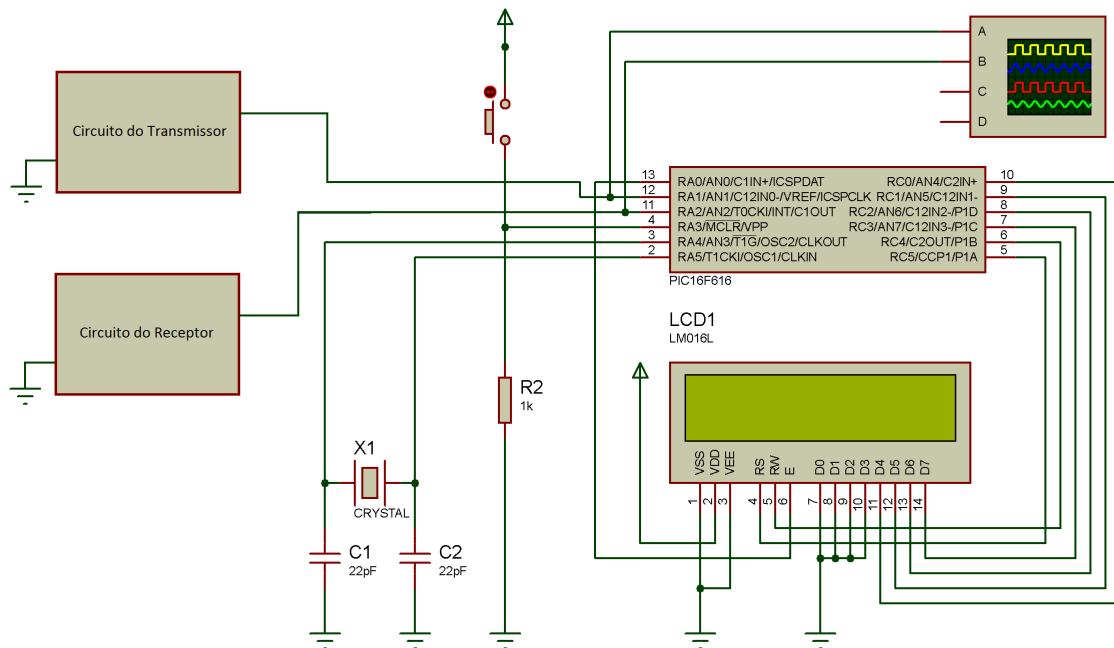 Circuito do Transmissor
Circuito do Receptor
A
B
C
D
13 RA0/AN0/C1IN+/ICSPDAT RC0/AN4/C2IN+ 10
12 RA1/AN1/C12IN0-/VREF/ICSPCLK RC1/AN5/C12IN1- 9
11 RA2/AN2/T0CKI/INT/C1OUT RC2/AN6/C12IN2-/P1D 8
4 RA3/MCLR/VPP RC3/AN7/C12IN3-/P1C 7
3 RA4/AN3/T1G/OSC2/CLKOUT RC4/C2OUT/P1B 6
2 RA5/T1CKI/OSC1/CLKIN RC5/CCP1/P1A 5
PIC16F616
LCD1
LM016L
R2
1k
X1
CRYSTAL
C1
22pF
C2
22pF
VSS VDD VEE RS RW E D0 D1 D2 D3 D4 D5 D6 D7
1 2 3 4 5 6 7 8 9 10 11 12 13 14